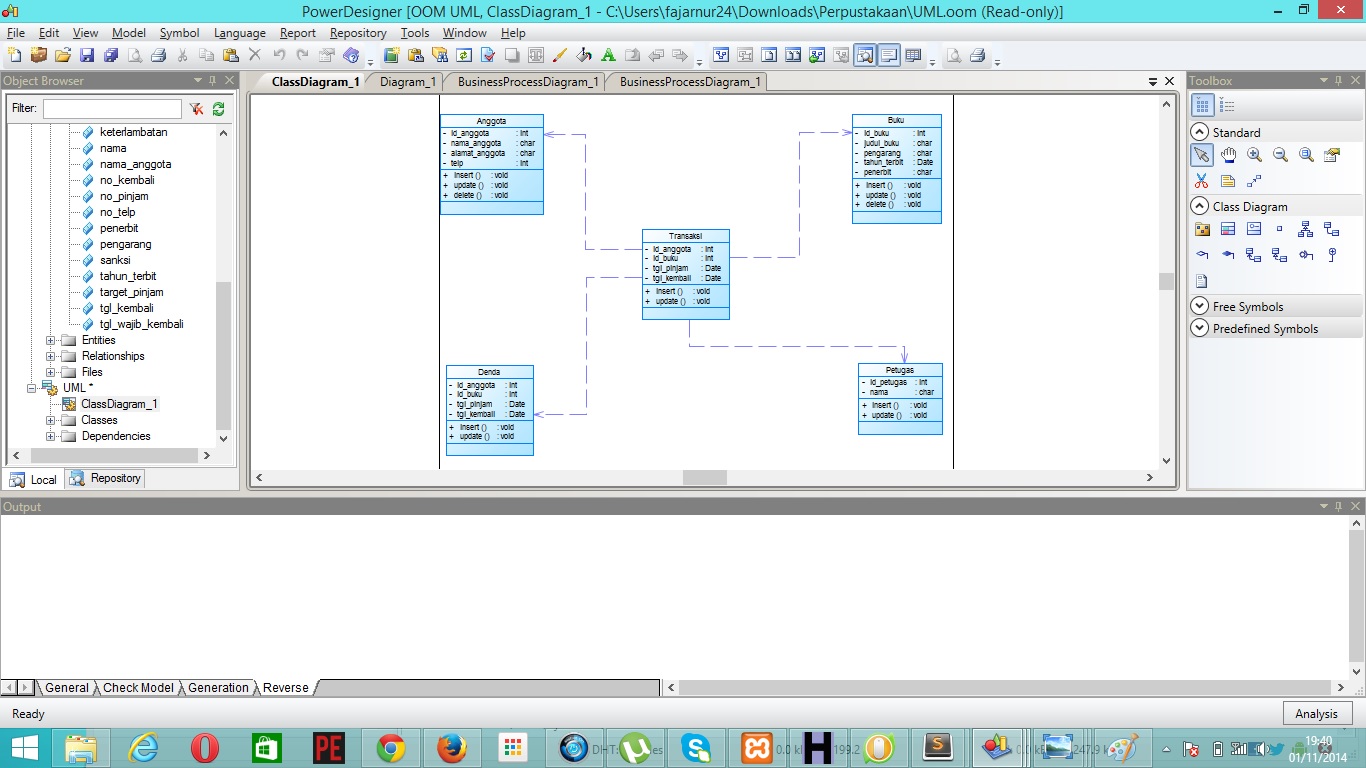 PowerDesigner [OOM UML, ClassDiagram_1 - C:\Users\fajarnur24\Downloads\Perpustakaan\UML.oom (Read-only)]
File Edit View Model Symbol Language Report Repository Tools Window Help
Object Browser
Filter:
keterlambatan
nama
nama_anggota
no_kembali
no_pinjam
no_telp
penerbit
pengarang
sanksi
tahun_terbit
target_pinjam
tgl_kembali
tgl_wajib_kembali
Entities
Relationships
Files
UML *
ClassDiagram_1
Classes
Dependencies
Local Repository
ClassDiagram_1 Diagram_1 BusinessProcessDiagram_1 BusinessProcessDiagram_1
Anggota
- id_anggota : int
- nama_anggota : char
- alamat_anggota : char
- telp : int
+ insert () : void
+ update () : void
+ delete () : void
Buku
- id_buku : int
- judul_buku : char
- pengarang : char
- tahun_terbit : Date
- penerbit : char
+ insert () : void
+ update () : void
+ delete () : void
Transaksi
- id_anggota : int
- id_buku : int
- tgl_pinjam : Date
- tgl_kembali : Date
+ insert () : void
+ update () : void
Denda
- id_anggota : int
- id_buku : int
- tgl_pinjam : Date
- tgl_kembali : Date
+ insert () : void
+ update () : void
Petugas
- id_petugas : int
- nama : char
+ insert () : void
+ update () : void
Toolbox
Standard
Class Diagram
Free Symbols
Predefined Symbols
Output
General Check Model Generation Reverse
Ready
Analysis
PE
DHT:
19:40
01/11/2014